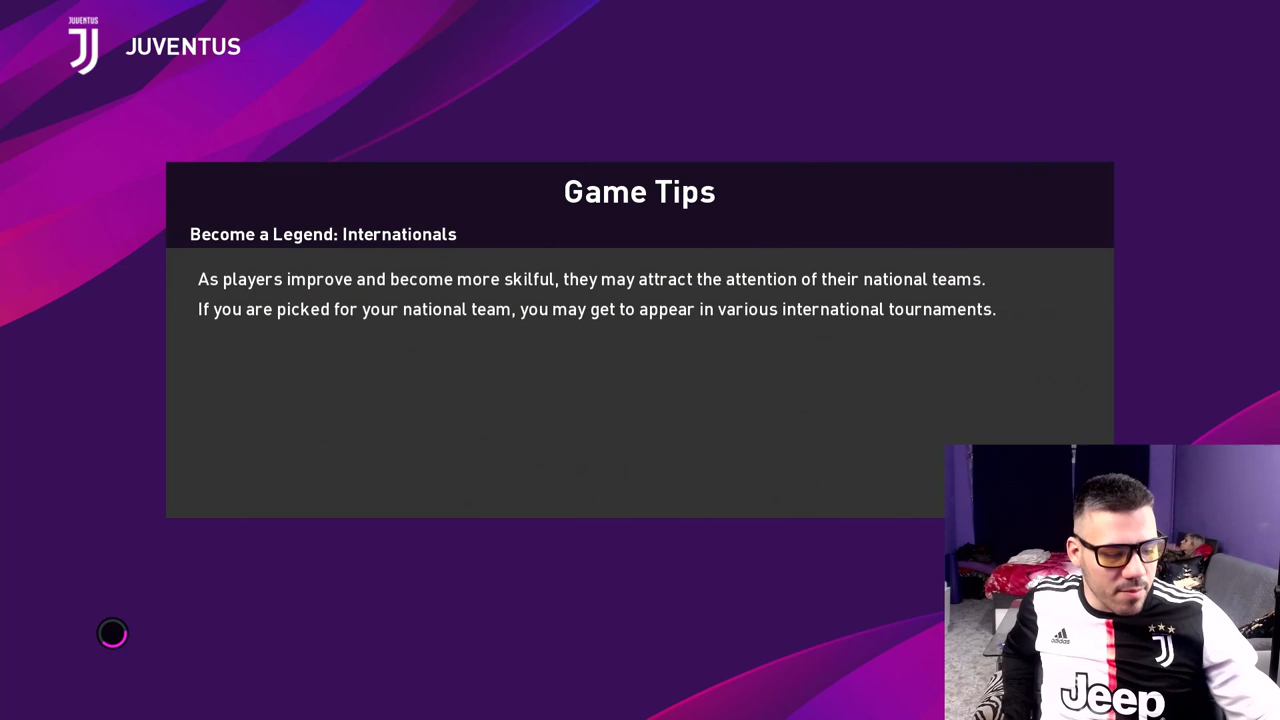 JUVENTUS
JUVENTUS
Game Tips
Become a Legend: Internationals
As players improve and become more skilful, they may attract the attention of their national teams.
If you are picked for your national team, you may get to appear in various international tournaments.
adidas
Jeep